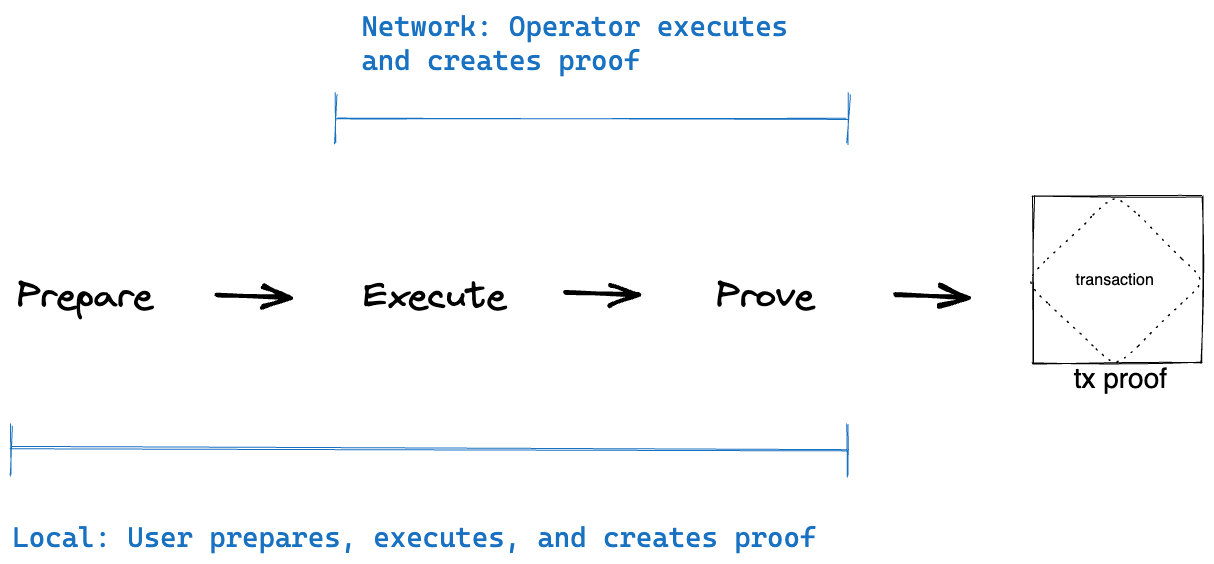 Network: Operator executes
and creates proof
Prepare
Execute
Prove
transaction
tx proof
Local: User prepares, executes, and creates proof